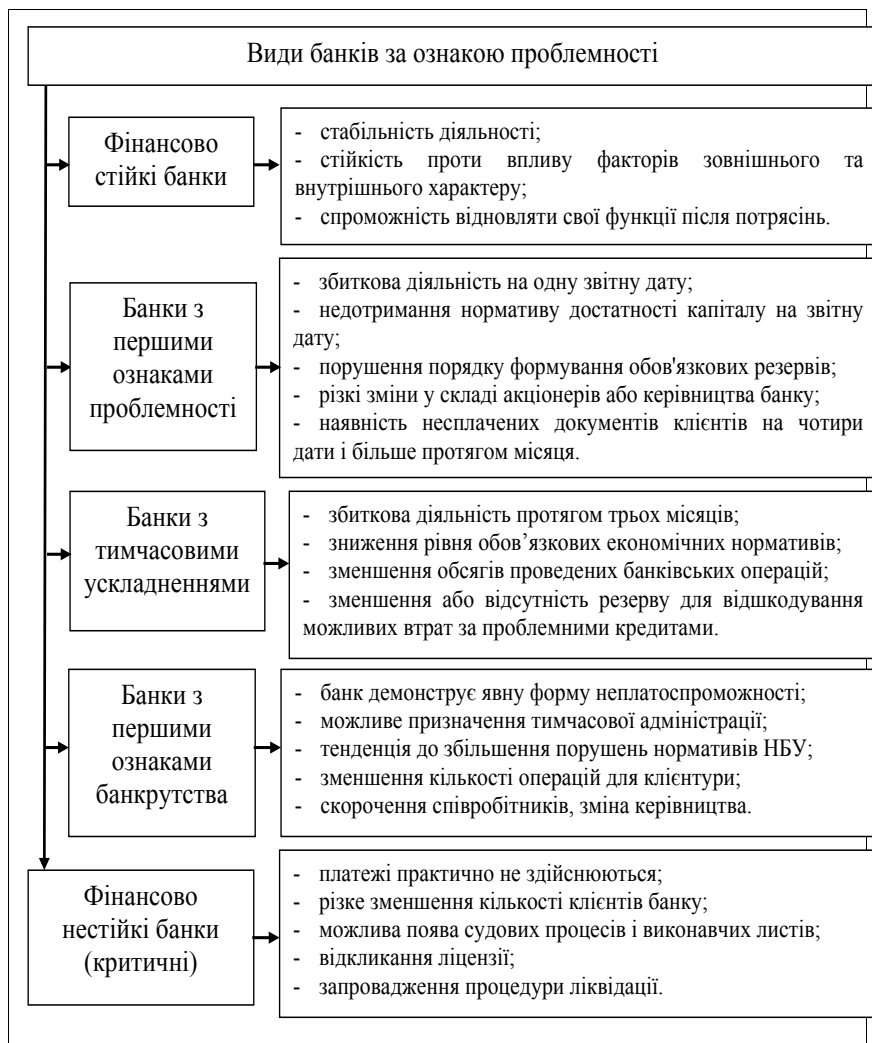 Види банків за ознакою проблемності
Фінансово
стійкі банки
- стабільність діяльності;
- стійкість проти впливу факторів зовнішнього та
внутрішнього характеру;
- спроможність відновляти свої функції після потрясінь.
Банки з
першими
ознаками
проблемності
- збиткова діяльність на одну звітну дату;
- недотримання нормативу достатності капіталу на звітну
дату;
- порушення порядку формування обов'язкових резервів;
- різкі зміни у складі акціонерів або керівництва банку;
- наявність несплачених документів клієнтів на чотири
дати і більше протягом місяця.
Банки з
тимчасовими
ускладненнями
- збиткова діяльність протягом трьох місяців;
- зниження рівня обов’язкових економічних нормативів;
- зменшення обсягів проведених банківських операцій;
- зменшення або відсутність резерву для відшкодування
можливих втрат за проблемними кредитами.
Банки з
першими
ознаками
банкрутства
- банк демонструє явну форму неплатоспроможності;
- можливе призначення тимчасової адміністрації;
- тенденція до збільшення порушень нормативів НБУ;
- зменшення кількості операцій для клієнтури;
- скорочення співробітників, зміна керівництва.
Фінансово
нестійкі банки
(критичні)
- платежі практично не здійснюються;
- різке зменшення кількості клієнтів банку;
- можлива поява судових процесів і виконавчих листів;
- відкликання ліцензії;
- запровадження процедури ліквідації.